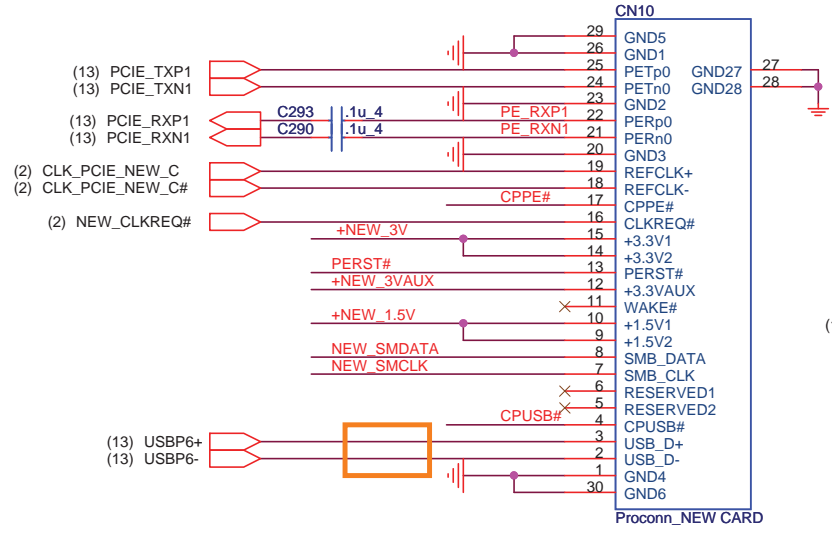 CN10
29 GND5
26 GND1
(13) PCIE_TXP1 25 PETp0 GND27 27
(13) PCIE_TXN1 24 PETn0 GND28 28
23 GND2
(13) PCIE_RXP1 C293 .1u_4 PE_RXP1 22 PERp0
(13) PCIE_RXN1 C290 .1u_4 PE_RXN1 21 PERn0
20 GND3
(2) CLK_PCIE_NEW_C 19 REFCLK+
(2) CLK_PCIE_NEW_C# 18 REFCLK-
CPPE# 17 CPPE#
(2) NEW_CLKREQ# 16 CLKREQ#
+NEW_3V 15 +3.3V1
14 +3.3V2
PERST# 13 PERST#
+NEW_3VAUX 12 +3.3VAUX
11 WAKE#
+NEW_1.5V 10 +1.5V1
9 +1.5V2
NEW_SMDATA 8 SMB_DATA
NEW_SMCLK 7 SMB_CLK
6 RESERVED1
5 RESERVED2
CPUSB# 4 CPUSB#
(13) USBP6+ 3 USB_D+
(13) USBP6- 2 USB_D-
1 GND4
30 GND6
Proconn_NEW CARD